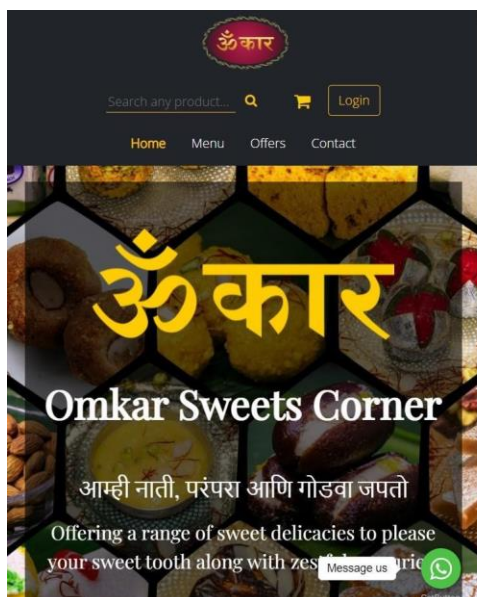 ॐकार
Search any product...
Login
Home Menu Offers Contact
ॐकार
Omkar Sweets Corner
आम्ही नाती, परंपरा आणि गोडवा जपतो
Offering a range of sweet delicacies to please
your sweet tooth along with
Message us